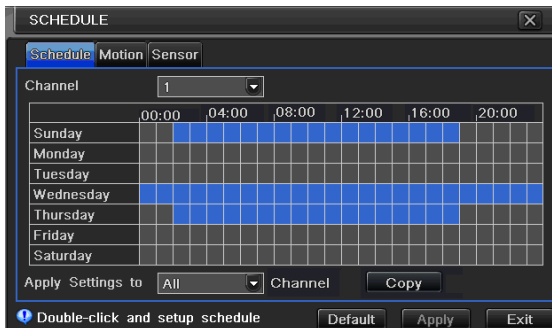 SCHEDULE
Schedule Motion Sensor
Channel 1
00:00 04:00 08:00 12:00 16:00 20:00
Sunday
Monday
Tuesday
Wednesday
Thursday
Friday
Saturday
Apply Settings to All Channel Copy
Double-click and setup schedule Default Apply Exit